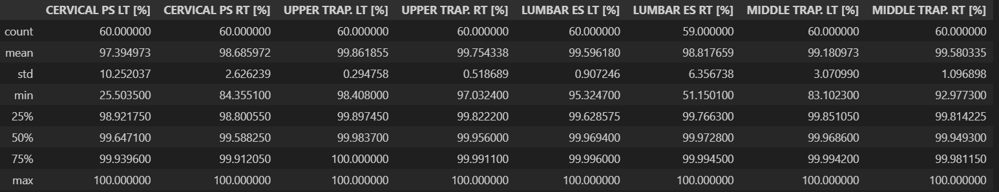 CERVICAL PS LT [%] CERVICAL PS RT [%] UPPER TRAP. LT [%] UPPER TRAP. RT [%] LUMBAR ES LT [%] LUMBAR ES RT [%] MIDDLE TRAP. LT [%] MIDDLE TRAP. RT [%]
count 60.000000 60.000000 60.000000 60.000000 60.000000 59.000000 60.000000 60.000000
mean 97.394973 98.685972 99.861855 99.754338 99.596180 98.817659 99.180973 99.580335
std 10.252037 2.626239 0.294758 0.518689 0.907246 6.356738 3.070990 1.096898
min 25.503500 84.355100 98.408000 97.032400 95.324700 51.150100 83.102300 92.977300
25% 98.921750 98.800550 99.897450 99.822200 99.628575 99.766300 99.851050 99.814225
50% 99.647100 99.588250 99.983700 99.956000 99.969400 99.972800 99.968600 99.949300
75% 99.939600 99.912050 100.000000 99.991100 99.996000 99.994500 99.994200 99.981150
max 100.000000 100.000000 100.000000 100.000000 100.000000 100.000000 100.000000 100.000000